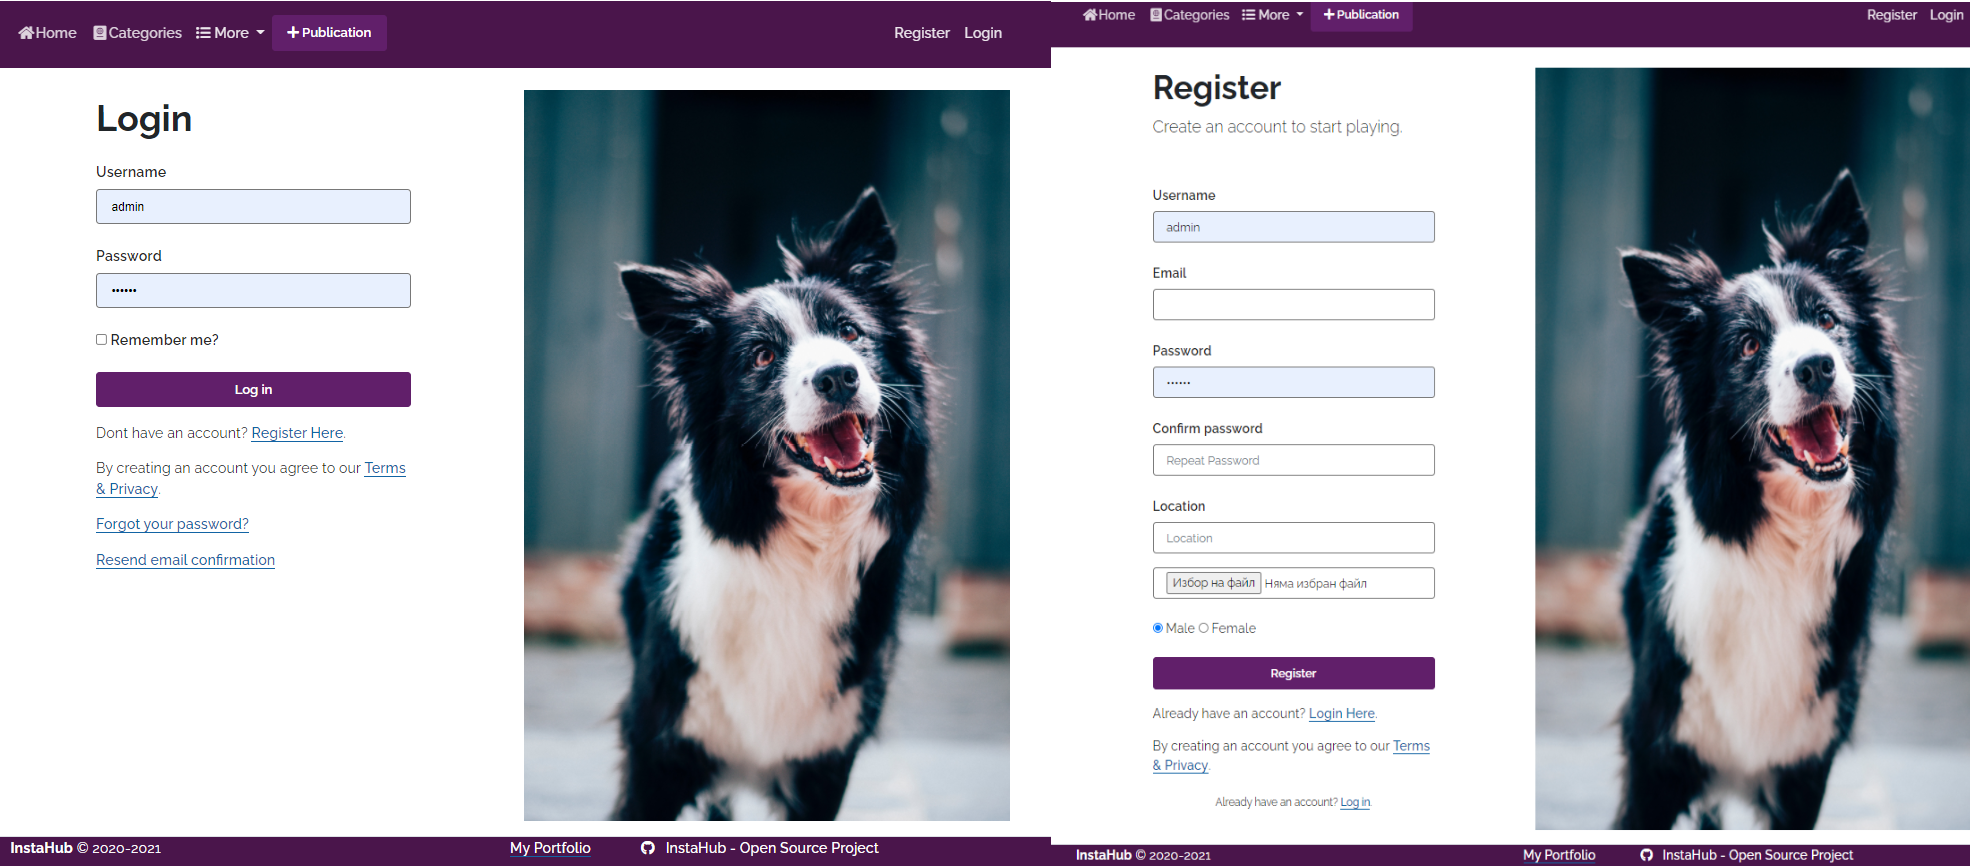 Home Categories More Publication Register Login
Login
Username
admin
Password
••••••
Remember me?
Log in
Dont have an account? Register Here.
By creating an account you agree to our Terms
& Privacy.
Forgot your password?
Resend email confirmation
InstaHub © 2020-2021 My Portfolio InstaHub - Open Source Project
Home Categories More Publication Register Login
Register
Create an account to start playing.
Username
admin
Email
Password
••••••
Confirm password
Repeat Password
Location
Location
Избор на файл Няма избран файл
Male Female
Register
Already have an account? Login Here.
By creating an account you agree to our Terms
& Privacy.
Already have an account? Log in.
InstaHub © 2020-2021 My Portfolio InstaHub - Open Source Project